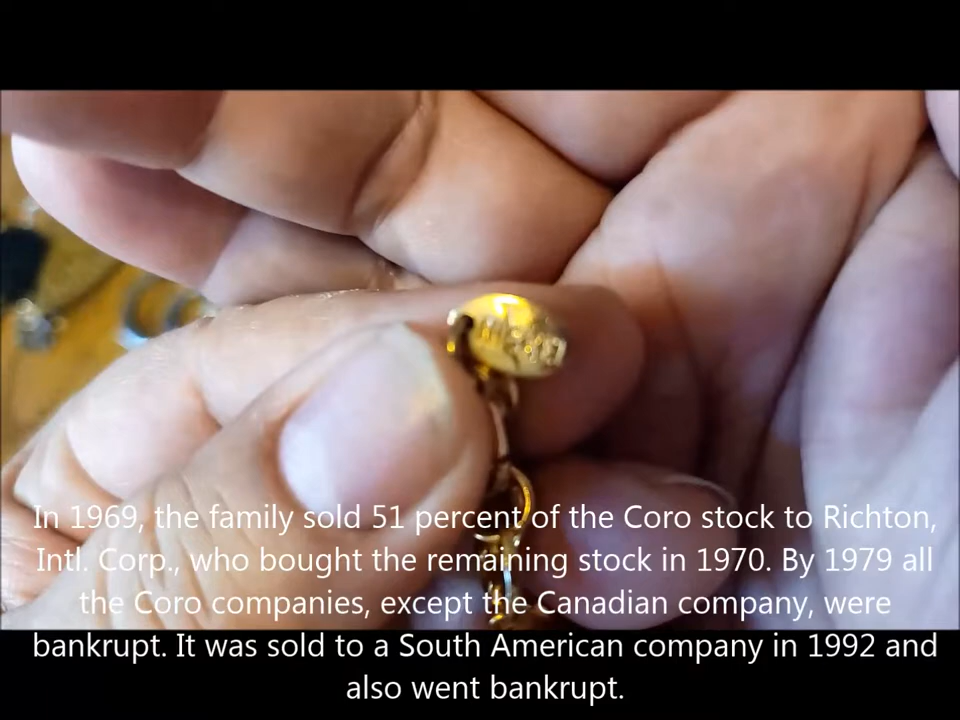 In 1969, the family sold 51 percent of the Coro stock to Richton,
Intl. Corp., who bought the remaining stock in 1970. By 1979 all
the Coro companies, except the Canadian company, were
bankrupt. It was sold to a South American company in 1992 and
also went bankrupt.